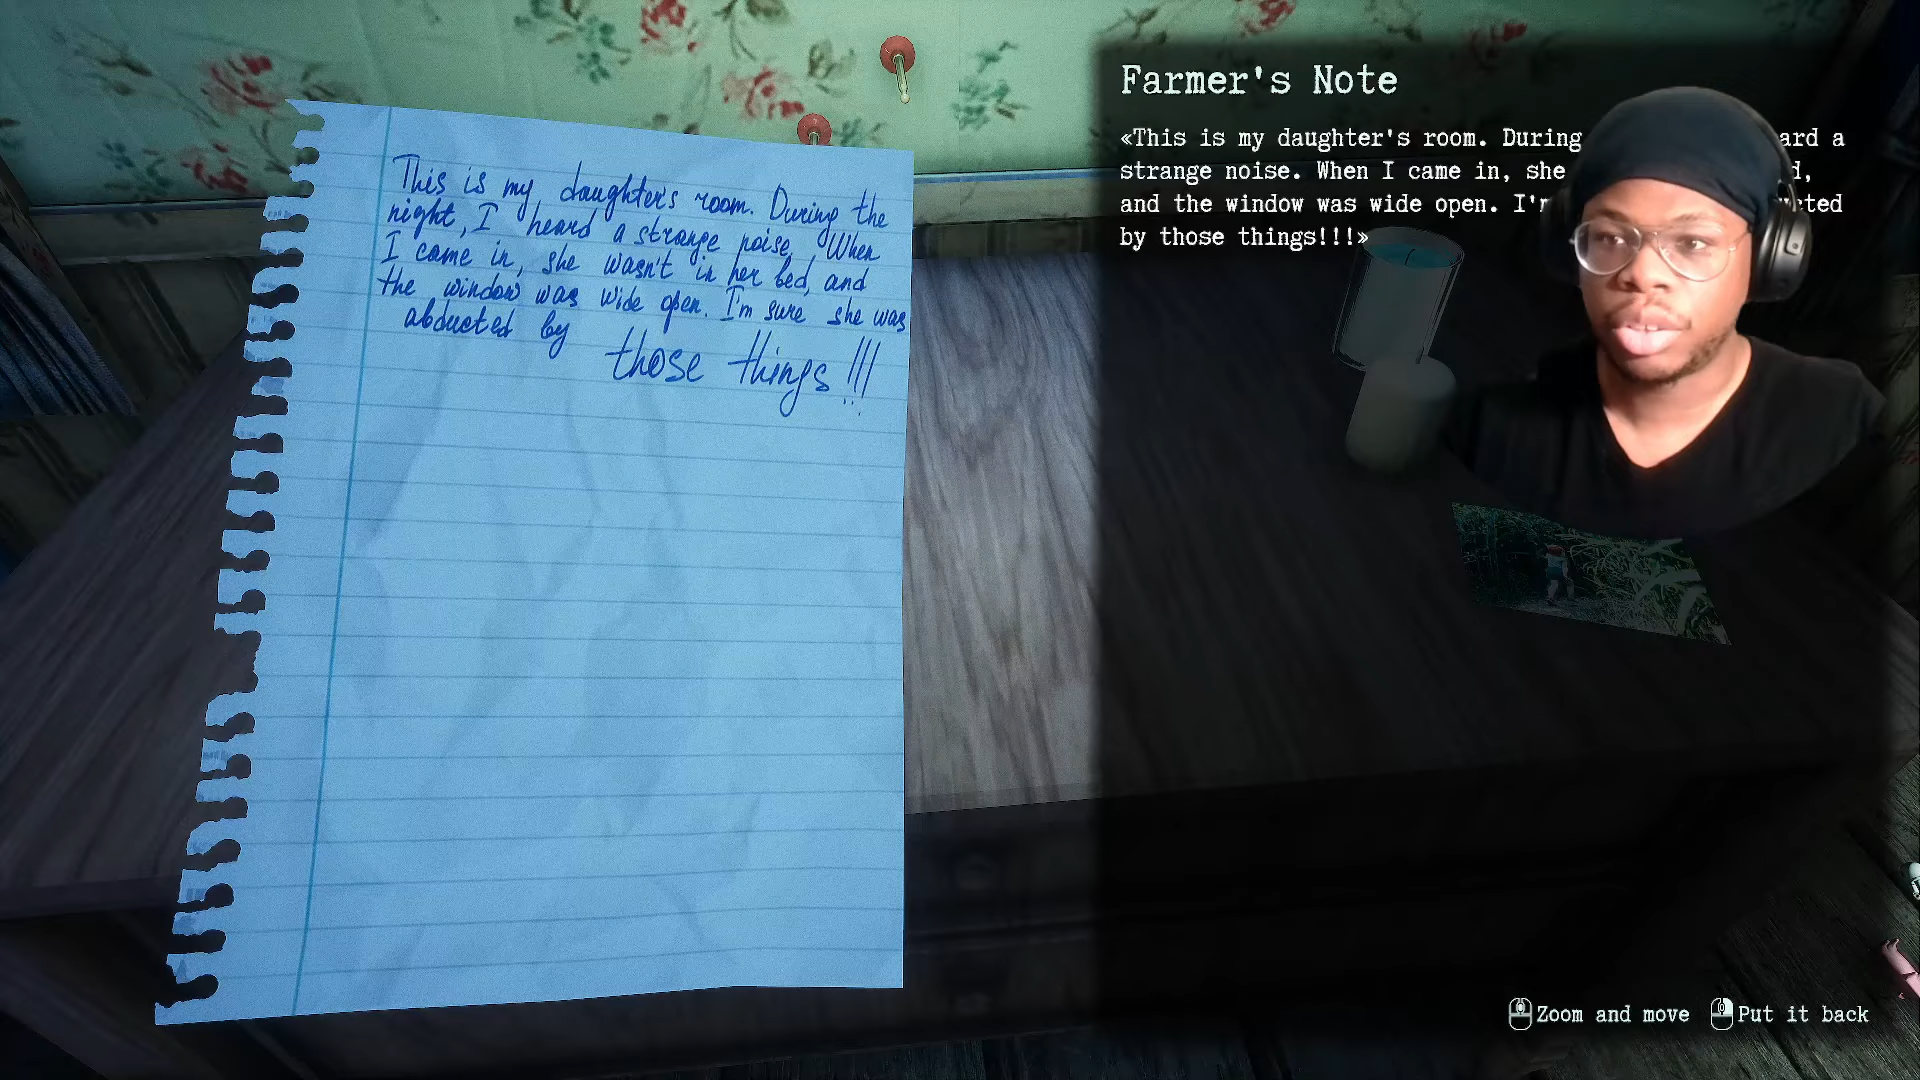 This is my daughter's room. During the
night, I heard a strange noise. When
I came in, she wasn't in her bed, and
the window was wide open. I'm sure she was
abducted by those things!!!
Farmer's Note
«This is my daughter's room. During ard a
strange noise. When I came in, she d,
and the window was wide open. I'm cted
by those things!!!»
Zoom and move Put it back